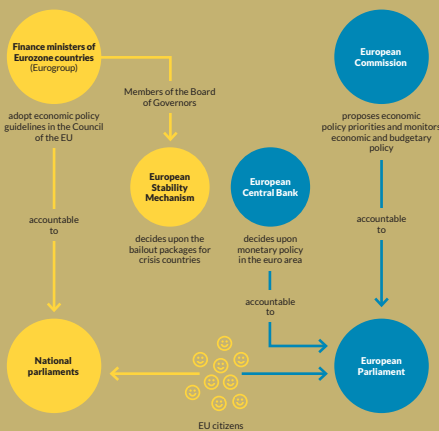 Finance ministers of
Eurozone countries
(Eurogroup)
European
Commission
Members of the Board
of Governors
adopt economic policy
guidelines in the Council
of the EU
proposes economic
policy priorities and monitors
economic and budgetary
policy
European
Stability
Mechanism
European
Central Bank
decides upon the
bailout packages for
crisis countries
decides upon
monetary policy
in the euro area
accountable
to
accountable
to
accountable
to
National
parliaments
European
Parliament
EU citizens